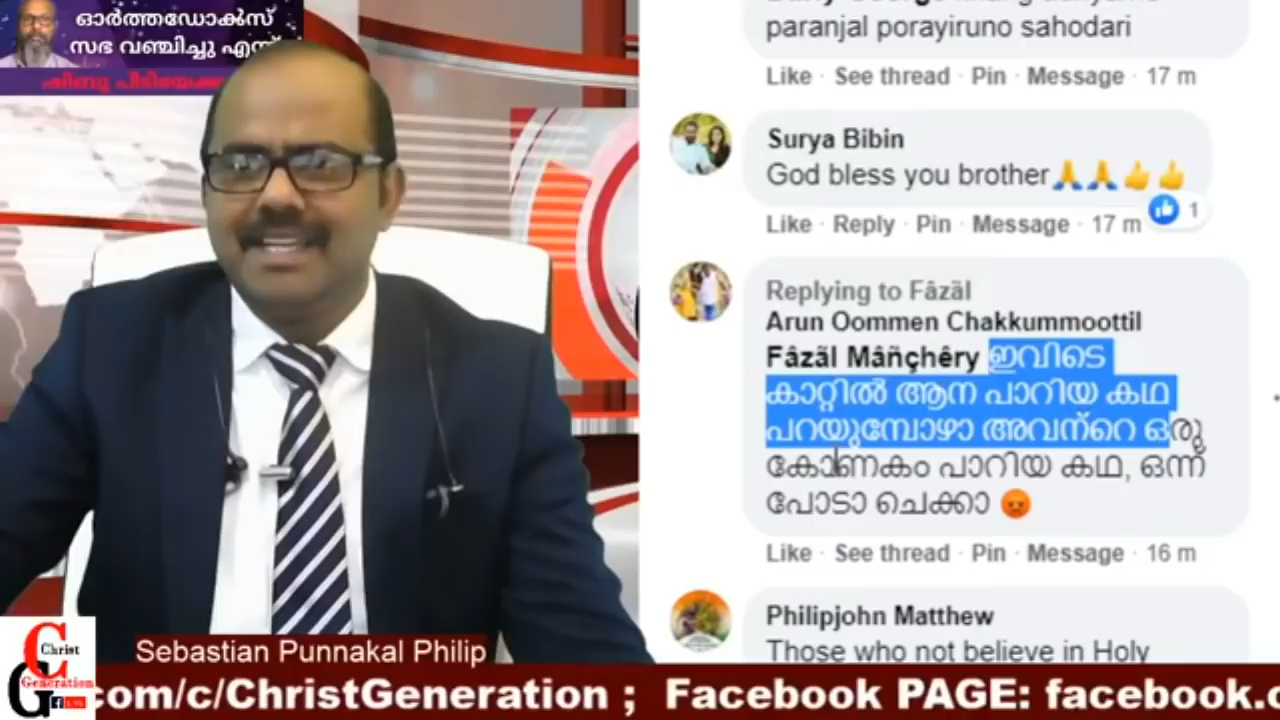 ഓർത്തഡോക്സ്
സഭ വഞ്ചിച്ചു
ഷിബു പീടിയേക്ക
paranjal porayiruno sahodari
Like · See thread · Pin · Message · 17 m
Surya Bibin
God bless you brother🙏🙏👍👍
1
Like · Reply · Pin · Message · 17 m
Replying to Fâzäl
Arun Oommen Chakkummoottil
Fâzãl Mâñçhêry ഇവിടെ
കാറ്റിൽ ആന പാറിയ കഥ
പറയുമ്പോഴാ അവന്റെ ഒരു
കോണകം പാറിയ കഥ, ഒന്ന്
പോടാ ചെക്കാ 😡
Like · See thread · Pin · Message · 16 m
Philipjohn Matthew
Those who not believe in Holy
Sebastian Punnakal Philip
Christ
Generation
com/c/ChristGeneration ; Facebook PAGE: facebook.c